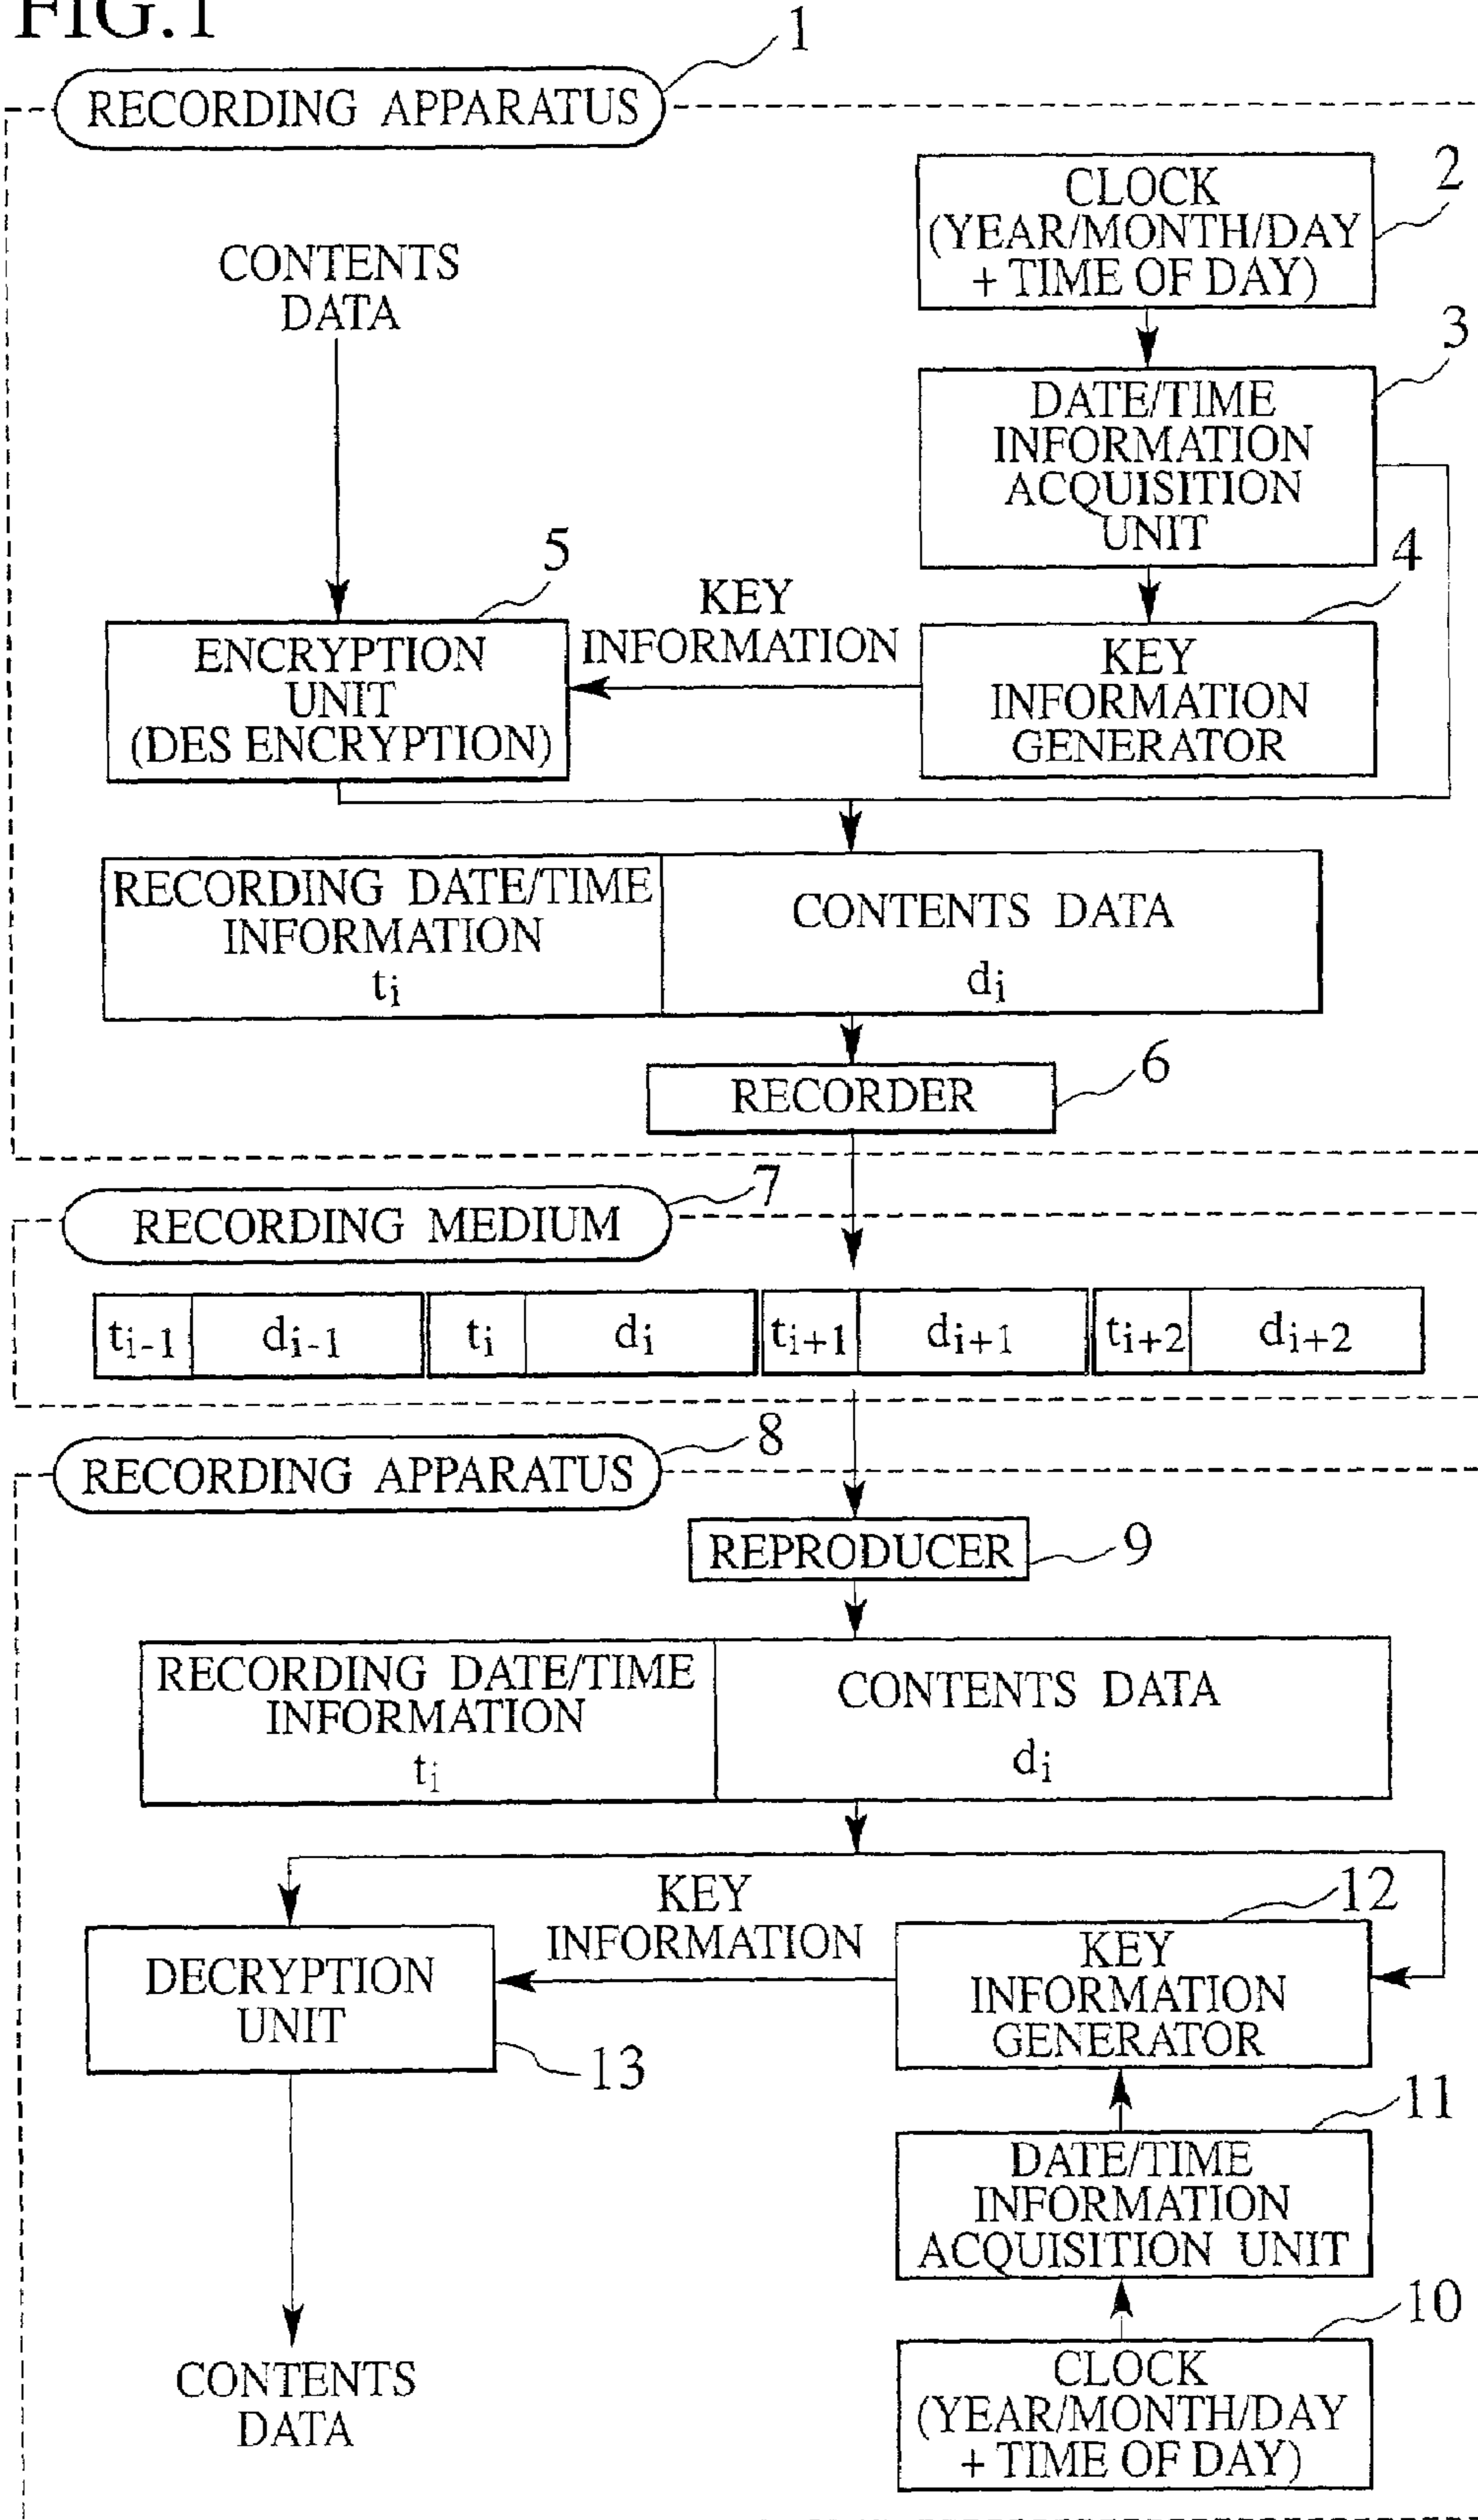 FIG.1
1
RECORDING APPARATUS
2
CLOCK
(YEAR/MONTH/DAY
+ TIME OF DAY)
CONTENTS
DATA
3
DATE/TIME
INFORMATION
ACQUISITION
UNIT
5
4
KEY
INFORMATION
ENCRYPTION
UNIT
(DES ENCRYPTION)
KEY
INFORMATION
GENERATOR
RECORDING DATE/TIME
INFORMATION
ti
CONTENTS DATA
di
6
RECORDER
7
RECORDING MEDIUM
ti-1 di-1 ti di ti+1 di+1 ti+2 di+2
8
RECORDING APPARATUS
REPRODUCER
9
RECORDING DATE/TIME
INFORMATION
ti
CONTENTS DATA
di
12
KEY
INFORMATION
DECRYPTION
UNIT
13
KEY
INFORMATION
GENERATOR
11
DATE/TIME
INFORMATION
ACQUISITION UNIT
10
CLOCK
(YEAR/MONTH/DAY
+ TIME OF DAY)
CONTENTS
DATA